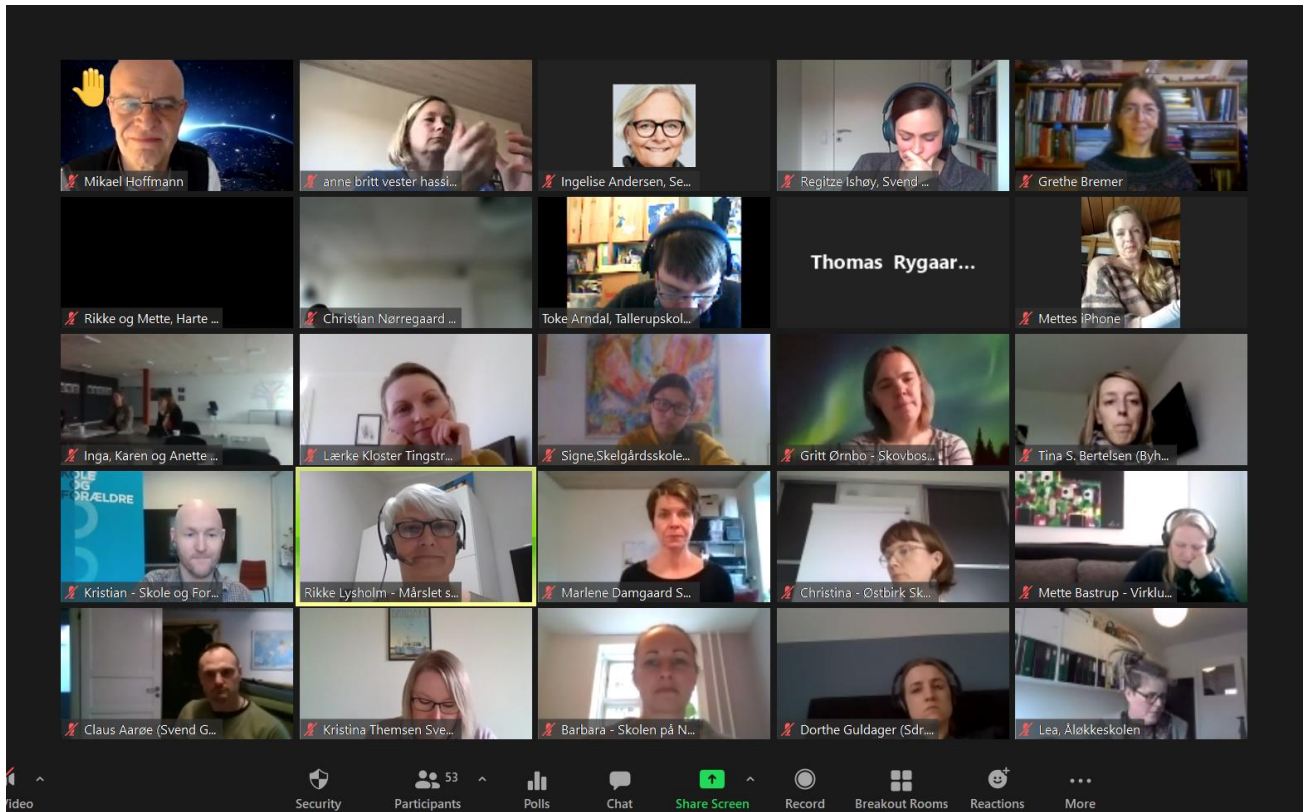 Mikael Hoffmann
anne britt vester hassi...
Ingelise Andersen, Se...
Regitze Ishøy, Svend ...
Grethe Bremer
Rikke og Mette, Harte ...
Christian Nørregaard ...
Toke Arndal, Tallerupskol...
Thomas Rygaar...
Mettes iPhone
Inga, Karen og Anette ...
Lærke Kloster Tingstr...
Signe,Skelgårdsskole...
Gritt Ørnbo - Skovbos...
Tina S. Bertelsen (Byh...
OG
FORÆLDRE
Kristian - Skole og For...
Rikke Lysholm - Mårslet s...
Marlene Damgaard S...
Christina - Østbirk Sk...
Mette Bastrup - Virklu...
Claus Aarøe (Svend G...
Kristina Themsen Sve...
Barbara - Skolen på N...
Dorthe Guldager (Sdr....
Lea, Åløkkeskolen
53
Security
Participants
Polls
Chat
Share Screen
Record
Breakout Rooms
Reactions
More